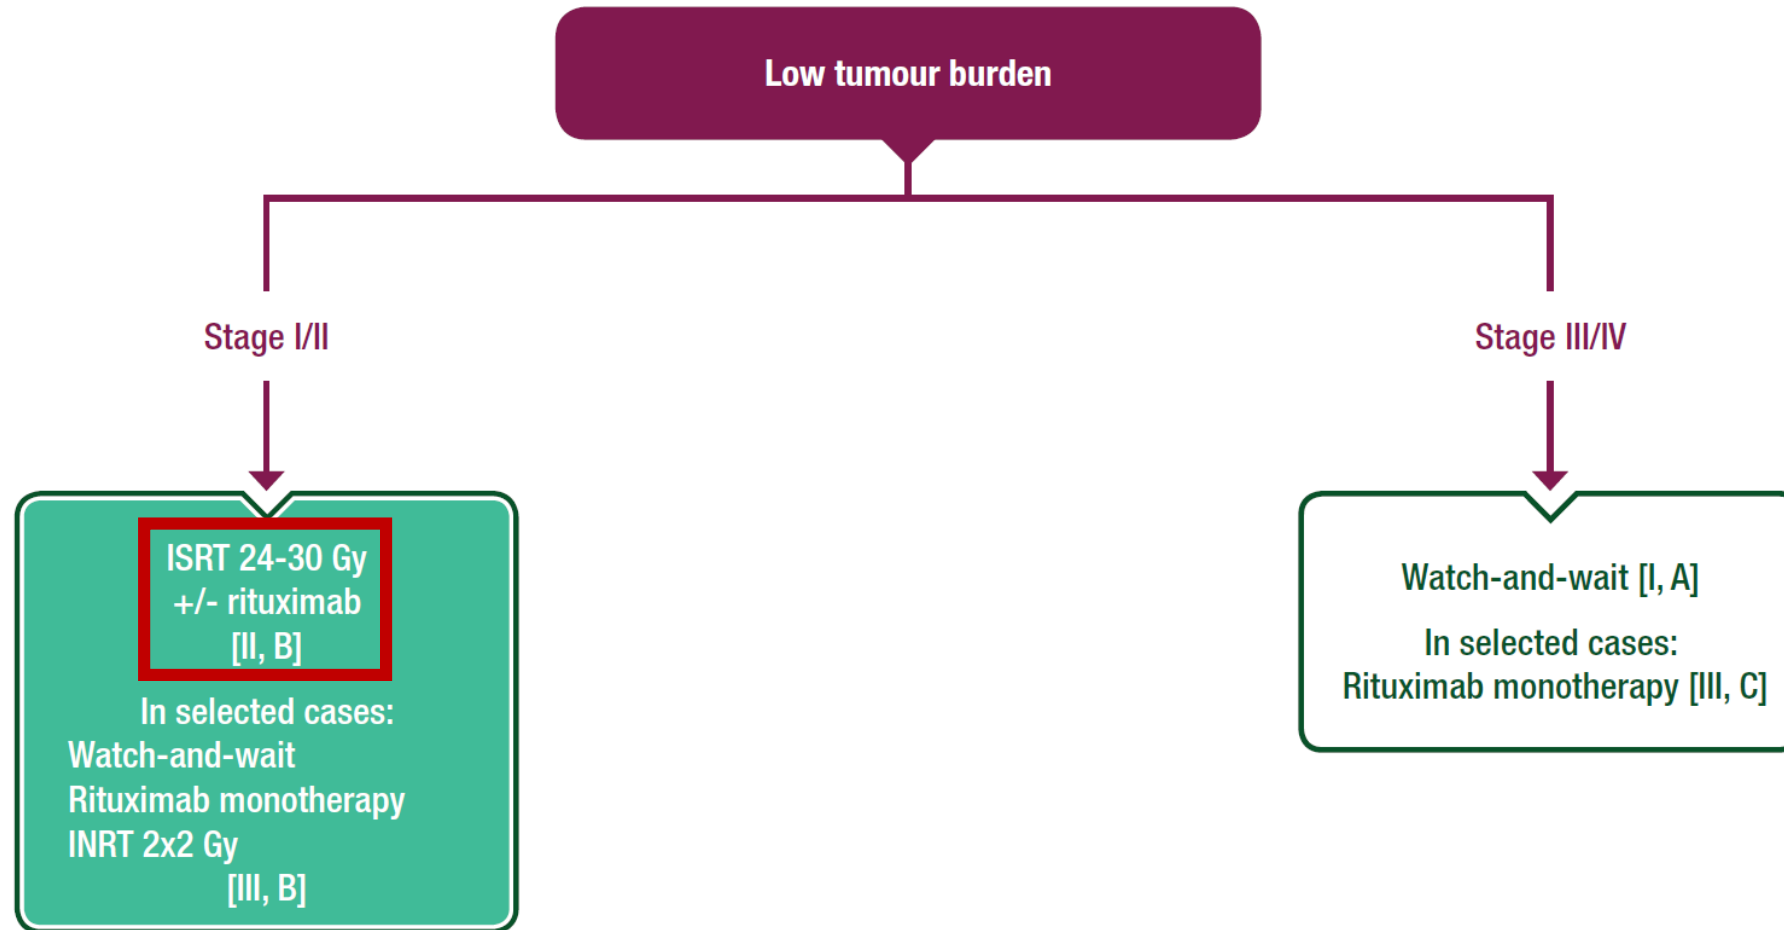 Low tumour burden
Stage I/II
Stage III/IV
ISRT 24-30 Gy
+/- rituximab
[II, B]
In selected cases:
Watch-and-wait
Rituximab monotherapy
INRT 2x2 Gy
[III, B]
Watch-and-wait [I, A]
In selected cases:
Rituximab monotherapy [III, C]